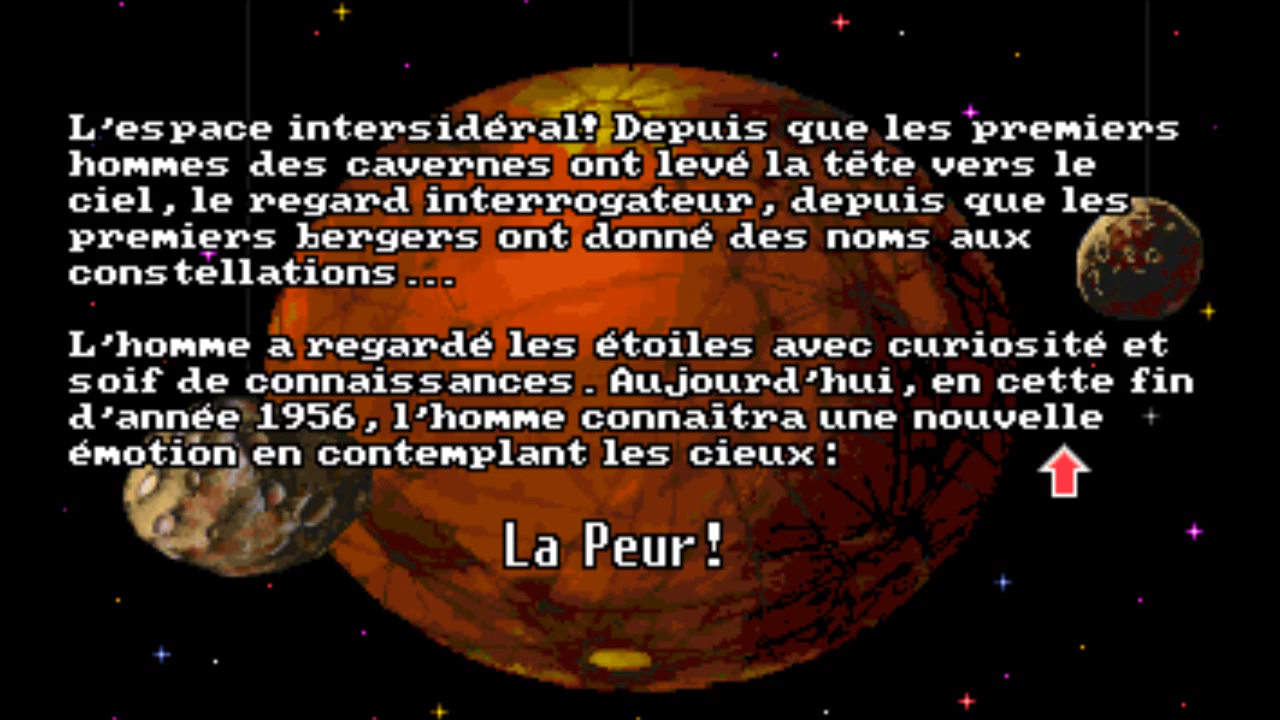 L'espace intersidéral! Depuis que les premiers
hommes des cavernes ont levé la tête vers le
ciel, le regard interrogateur, depuis que les
premiers bergers ont donné des noms aux
constellations...
L'homme a regardé les étoiles avec curiosité et
soif de connaissances. Aujourd'hui, en cette fin
d'année 1956, l'homme connaîtra une nouvelle
émotion en contemplant les cieux:
La Peur!